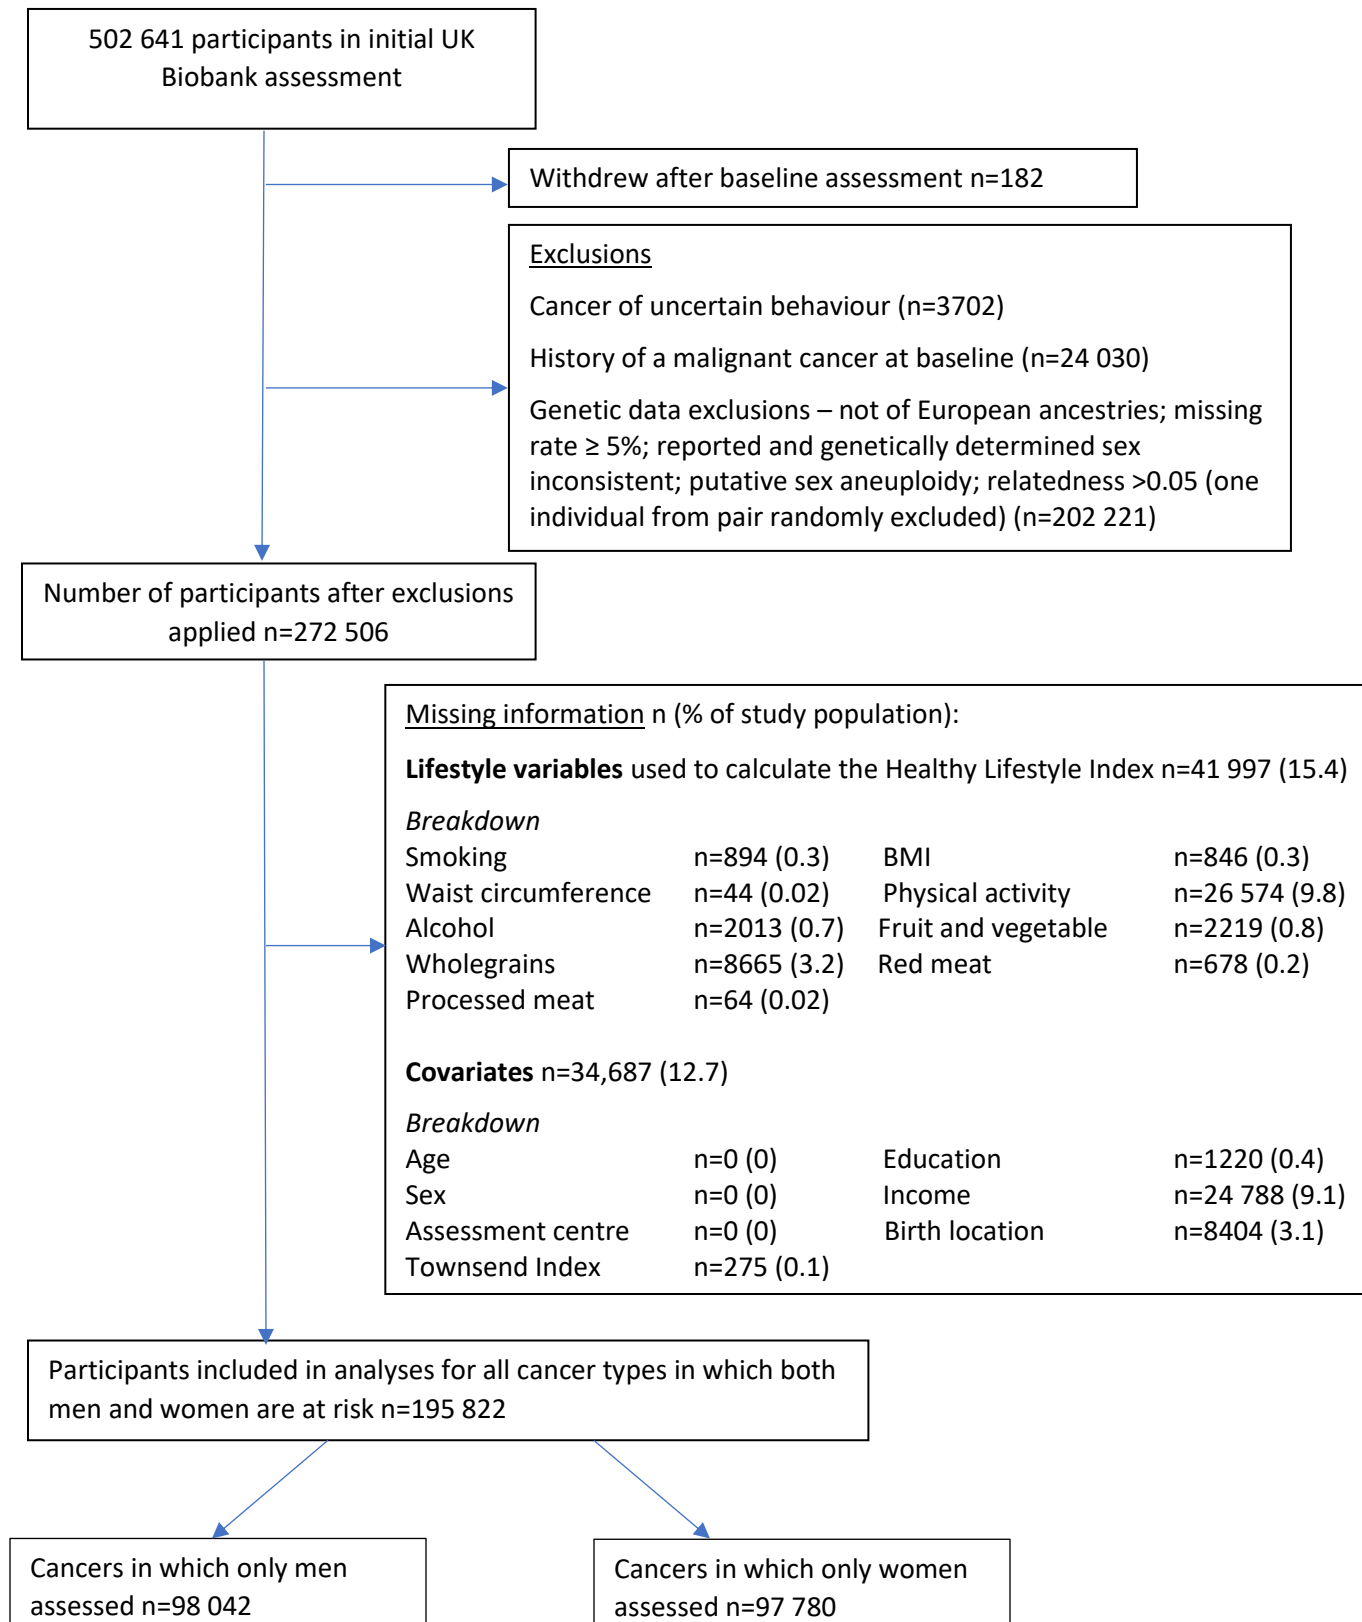 502 641 participants in initial UK
Biobank assessment
Withdrew after baseline assessment n=182
Exclusions
Cancer of uncertain behaviour (n=3702)
History of a malignant cancer at baseline (n=24 030)
Genetic data exclusions – not of European ancestries; missing
rate ≥ 5%; reported and genetically determined sex
inconsistent; putative sex aneuploidy; relatedness >0.05 (one
individual from pair randomly excluded) (n=202 221)
Number of participants after exclusions
applied n=272 506
Missing information n (% of study population):
Lifestyle variables used to calculate the Healthy Lifestyle Index n=41 997 (15.4)
Breakdown
Smoking n=894 (0.3) BMI n=846 (0.3)
Waist circumference n=44 (0.02) Physical activity n=26 574 (9.8)
Alcohol n=2013 (0.7) Fruit and vegetable n=2219 (0.8)
Wholegrains n=8665 (3.2) Red meat n=678 (0.2)
Processed meat n=64 (0.02)
Covariates n=34,687 (12.7)
Breakdown
Age n=0 (0) Education n=1220 (0.4)
Sex n=0 (0) Income n=24 788 (9.1)
Assessment centre n=0 (0) Birth location n=8404 (3.1)
Townsend Index n=275 (0.1)
Participants included in analyses for all cancer types in which both
men and women are at risk n=195 822
Cancers in which only men
assessed n=98 042
Cancers in which only women
assessed n=97 780